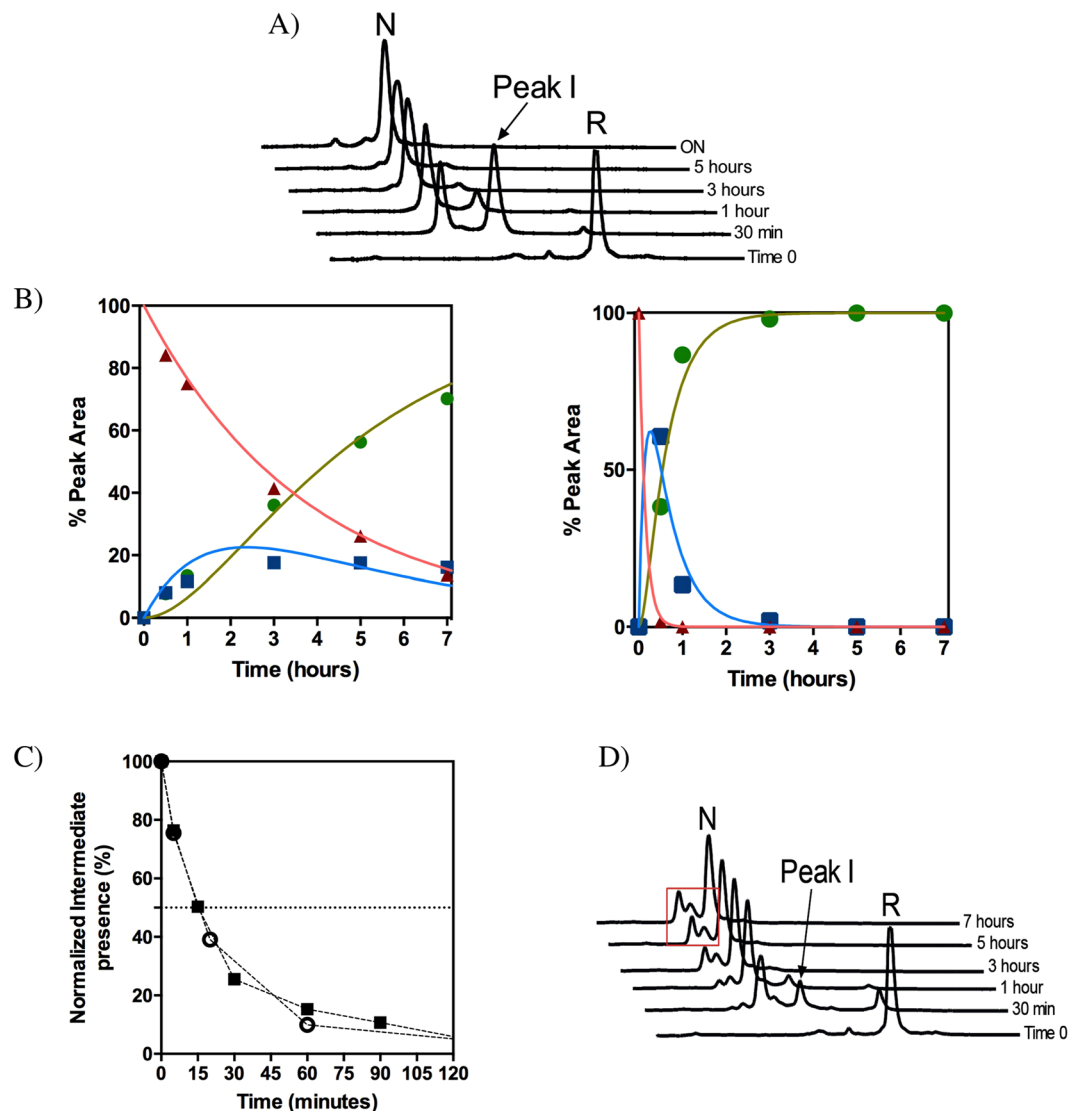 A)
N
Peak I
R
ON
5 hours
3 hours
1 hour
30 min
Time 0
B)
100
80
60
40
20
0
% Peak Area
0 1 2 3 4 5 6 7
Time (hours)
100
50
0
% Peak Area
0 1 2 3 4 5 6 7
Time (hours)
C)
100
80
60
40
20
0
Normalized Intermediate
presence (%)
0 15 30 45 60 75 90 105 120
Time (minutes)
D)
N
Peak I
R
7 hours
5 hours
3 hours
1 hour
30 min
Time 0